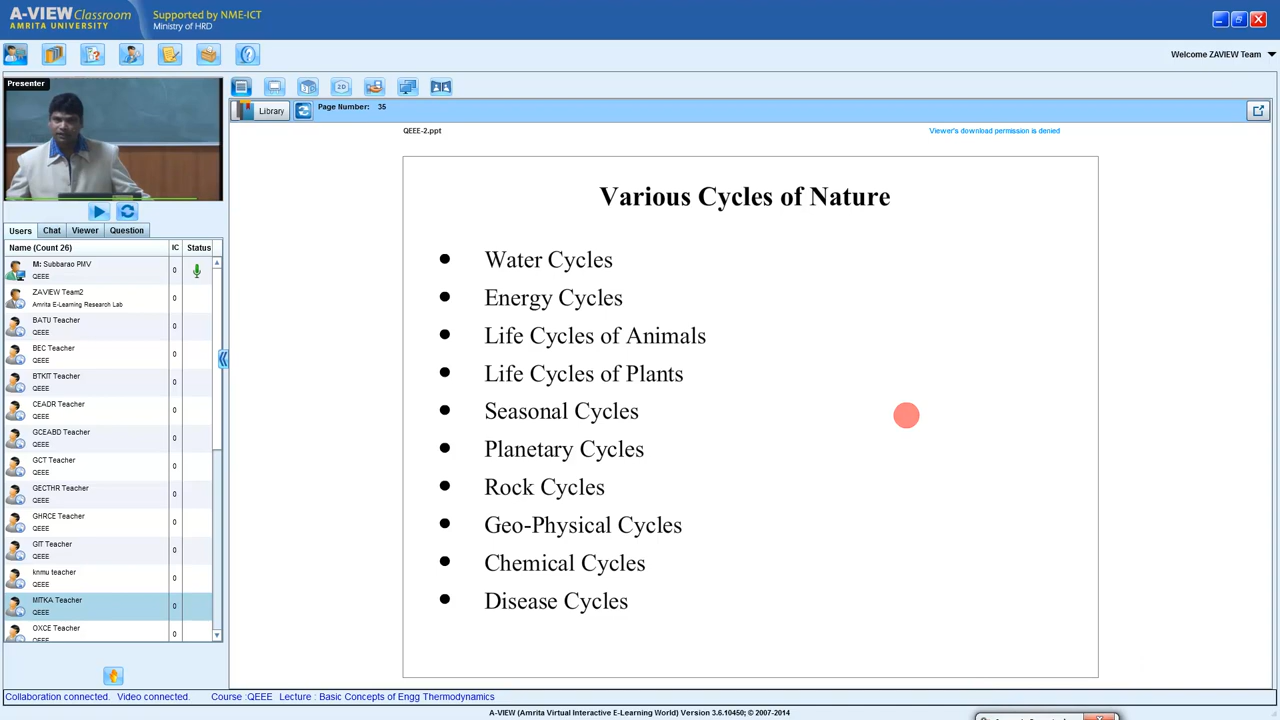 A-VIEW Classroom
AMRITA UNIVERSITY
Supported by NME-ICT
Ministry of HRD
Welcome ZAVIEW Team
Presenter
Library
Page Number: 35
QEEE-2.ppt
Viewer's download permission is denied
Various Cycles of Nature
• Water Cycles
• Energy Cycles
• Life Cycles of Animals
• Life Cycles of Plants
• Seasonal Cycles
• Planetary Cycles
• Rock Cycles
• Geo-Physical Cycles
• Chemical Cycles
• Disease Cycles
Users Chat Viewer Question
Name (Count 26) IC Status
M: Subbarao PMV 0
QEEE
ZAVIEW Team2 0
Amrita E-Learning Research Lab
BATU Teacher 0
QEEE
BEC Teacher 0
QEEE
BTKIT Teacher 0
QEEE
CEADR Teacher 0
QEEE
GCEABD Teacher 0
QEEE
GCT Teacher 0
QEEE
GECTHR Teacher 0
QEEE
GHRCE Teacher 0
QEEE
GIT Teacher 0
QEEE
knmu teacher 0
QEEE
MITKA Teacher 0
QEEE
OXCE Teacher 0
QEEE
Collaboration connected. Video connected. Course :QEEE Lecture : Basic Concepts of Engg Thermodynamics
A-VIEW (Amrita Virtual Interactive E-Learning World) Version 3.6.10450; © 2007-2014